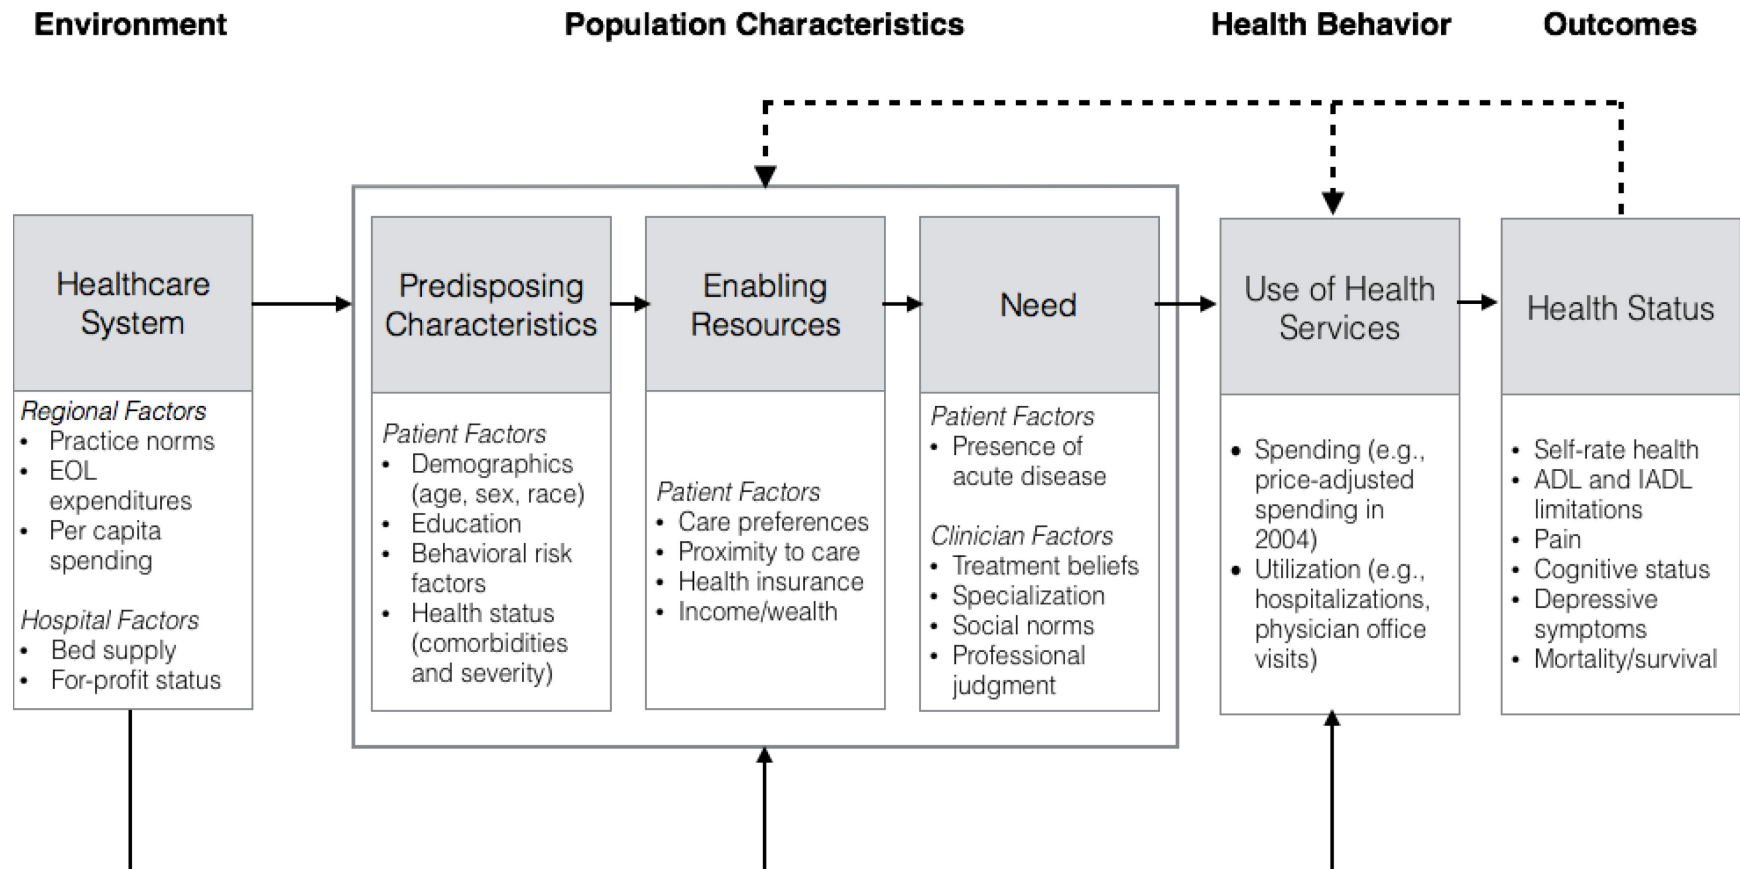 Environment
Population Characteristics
Health Behavior
Outcomes
Healthcare
System
Regional Factors
• Practice norms
• EOL
expenditures
• Per capita
spending
Hospital Factors
• Bed supply
• For-profit status
Predisposing
Characteristics
Patient Factors
• Demographics
(age, sex, race)
• Education
• Behavioral risk
factors
• Health status
(comorbidities
and severity)
Enabling
Resources
Patient Factors
• Care preferences
• Proximity to care
• Health insurance
• Income/wealth
Need
Patient Factors
• Presence of
acute disease
Clinician Factors
• Treatment beliefs
• Specialization
• Social norms
• Professional
judgment
Use of Health
Services
• Spending (e.g.,
price-adjusted
spending in
2004)
• Utilization (e.g.,
hospitalizations,
physician office
visits)
Health Status
• Self-rate health
• ADL and IADL
limitations
• Pain
• Cognitive status
• Depressive
symptoms
• Mortality/survival